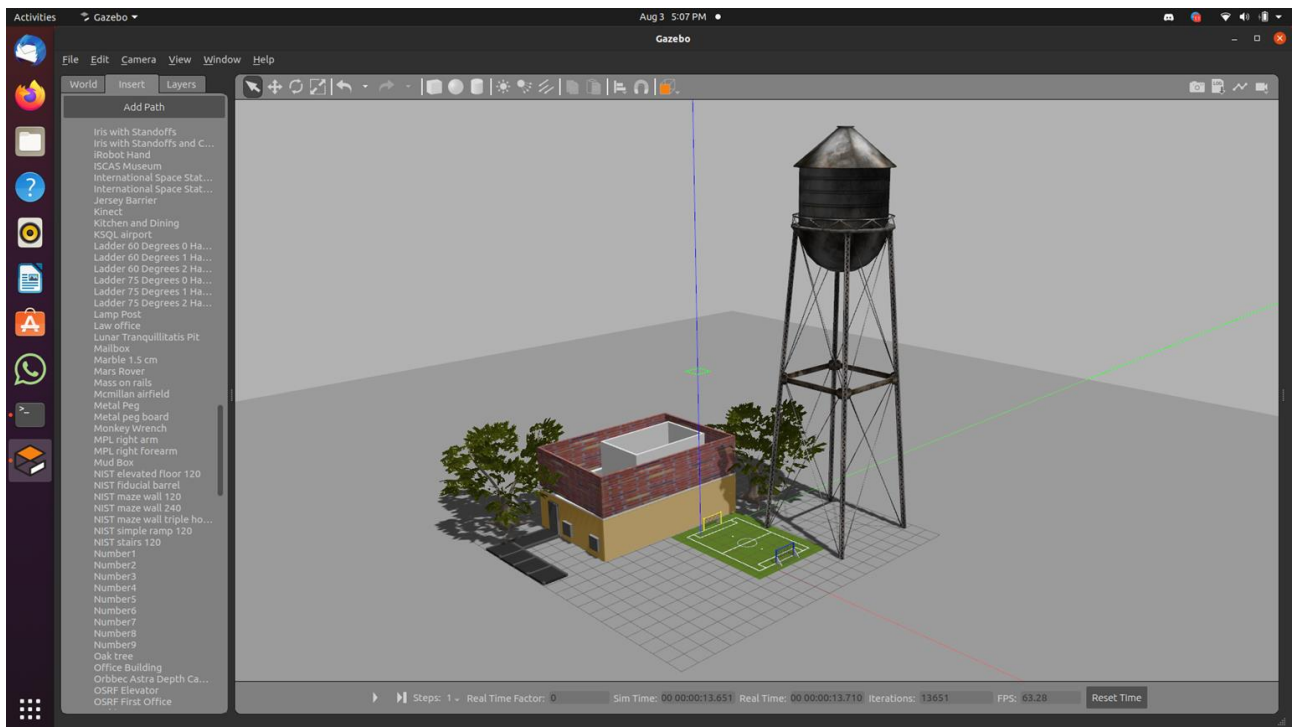 Activities Gazebo Aug 3 5:07 PM
Gazebo
File Edit Camera View Window Help
World Insert Layers
Add Path
Iris with Standoffs
Iris with Standoffs and C...
iRobot Hand
ISCAS Museum
International Space Stat...
International Space Stat...
Jersey Barrier
Kinect
Kitchen and Dining
KSQL airport
Ladder 60 Degrees 0 Ha...
Ladder 60 Degrees 1 Ha...
Ladder 60 Degrees 2 Ha...
Ladder 75 Degrees 0 Ha...
Ladder 75 Degrees 1 Ha...
Ladder 75 Degrees 2 Ha...
Lamp Post
Law office
Lunar Tranquillitatis Pit
Mailbox
Marble 1.5 cm
Mars Rover
Mass on rails
Mcmillan airfield
Metal Peg
Metal peg board
Monkey Wrench
MPL right arm
MPL right forearm
Mud Box
NIST elevated floor 120
NIST fiducial barrel
NIST maze wall 120
NIST maze wall 240
NIST maze wall triple ho...
NIST simple ramp 120
NIST stairs 120
Number1
Number2
Number3
Number4
Number5
Number6
Number7
Number8
Number9
Oak tree
Office Building
Orbbec Astra Depth Ca...
OSRF Elevator
OSRF First Office
Steps: 1 Real Time Factor: 0 Sim Time: 00 00:00:13.651 Real Time: 00 00:00:13.710 Iterations: 13651 FPS: 63.28 Reset Time